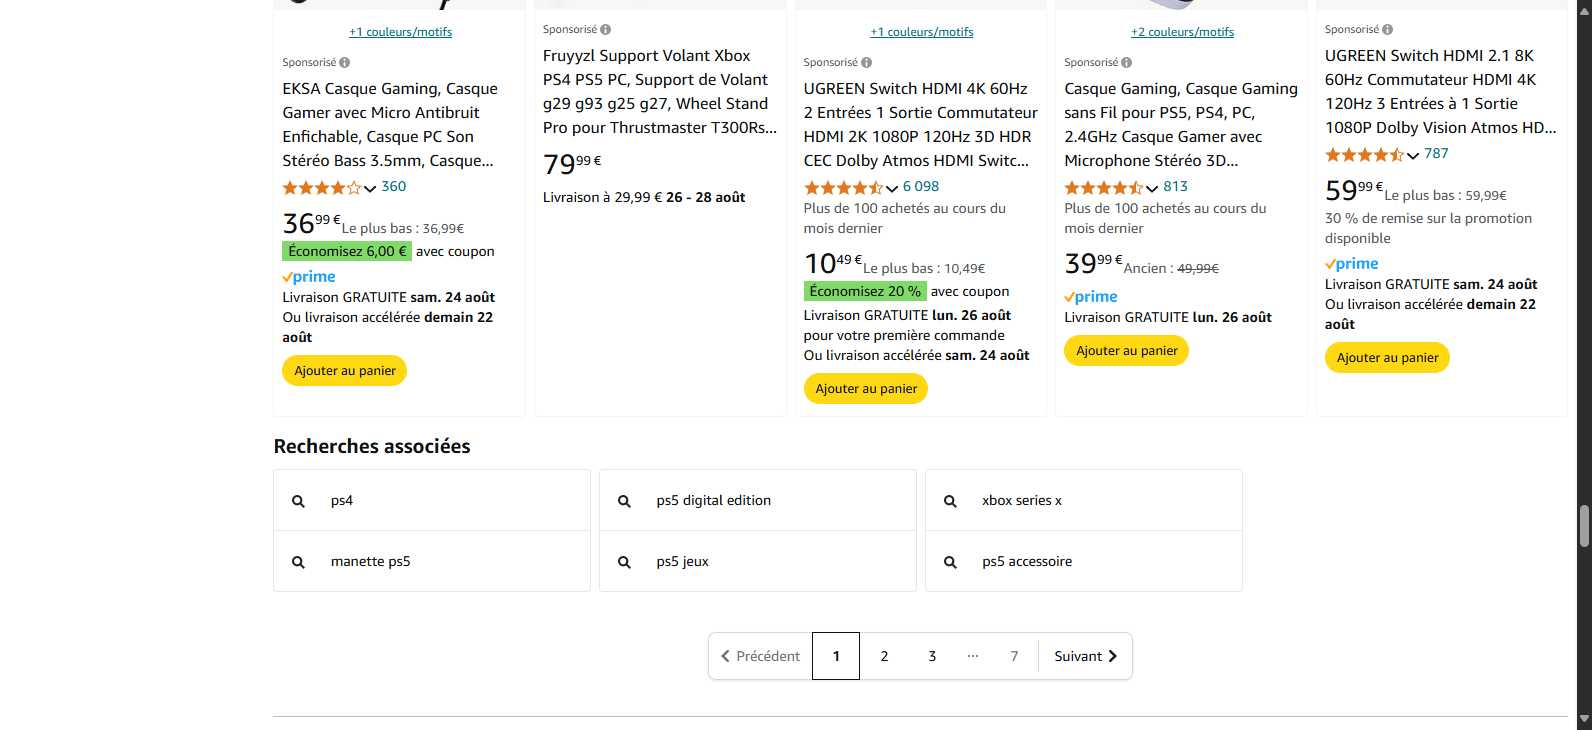 +1 couleurs/motifs
Sponsorisé
EKSA Casque Gaming, Casque
Gamer avec Micro Antibruit
Enfichable, Casque PC Son
Stéréo Bass 3.5mm, Casque...
360
36,99 € Le plus bas : 36,99€
Économisez 6,00 € avec coupon
prime
Livraison GRATUITE sam. 24 août
Ou livraison accélérée demain 22
août
Ajouter au panier
Sponsorisé
Fruyyzl Support Volant Xbox
PS4 PS5 PC, Support de Volant
g29 g93 g25 g27, Wheel Stand
Pro pour Thrustmaster T300Rs...
79,99 €
Livraison à 29,99 € 26 - 28 août
+1 couleurs/motifs
Sponsorisé
UGREEN Switch HDMI 4K 60Hz
2 Entrées 1 Sortie Commutateur
HDMI 2K 1080P 120Hz 3D HDR
CEC Dolby Atmos HDMI Switc...
6 098
Plus de 100 achetés au cours du
mois dernier
10,49 € Le plus bas : 10,49€
Économisez 20 % avec coupon
Livraison GRATUITE lun. 26 août
pour votre première commande
Ou livraison accélérée sam. 24 août
Ajouter au panier
+2 couleurs/motifs
Sponsorisé
Casque Gaming, Casque Gaming
sans Fil pour PS5, PS4, PC,
2.4GHz Casque Gamer avec
Microphone Stéréo 3D...
813
Plus de 100 achetés au cours du
mois dernier
39,99 € Ancien : 49,99€
prime
Livraison GRATUITE lun. 26 août
Ajouter au panier
Sponsorisé
UGREEN Switch HDMI 2.1 8K
60Hz Commutateur HDMI 4K
120Hz 3 Entrées à 1 Sortie
1080P Dolby Vision Atmos HD...
787
59,99 € Le plus bas : 59,99€
30 % de remise sur la promotion
disponible
prime
Livraison GRATUITE sam. 24 août
Ou livraison accélérée demain 22
août
Ajouter au panier
Recherches associées
ps4
ps5 digital edition
xbox series x
manette ps5
ps5 jeux
ps5 accessoire
Précédent 1 2 3 ... 7 Suivant